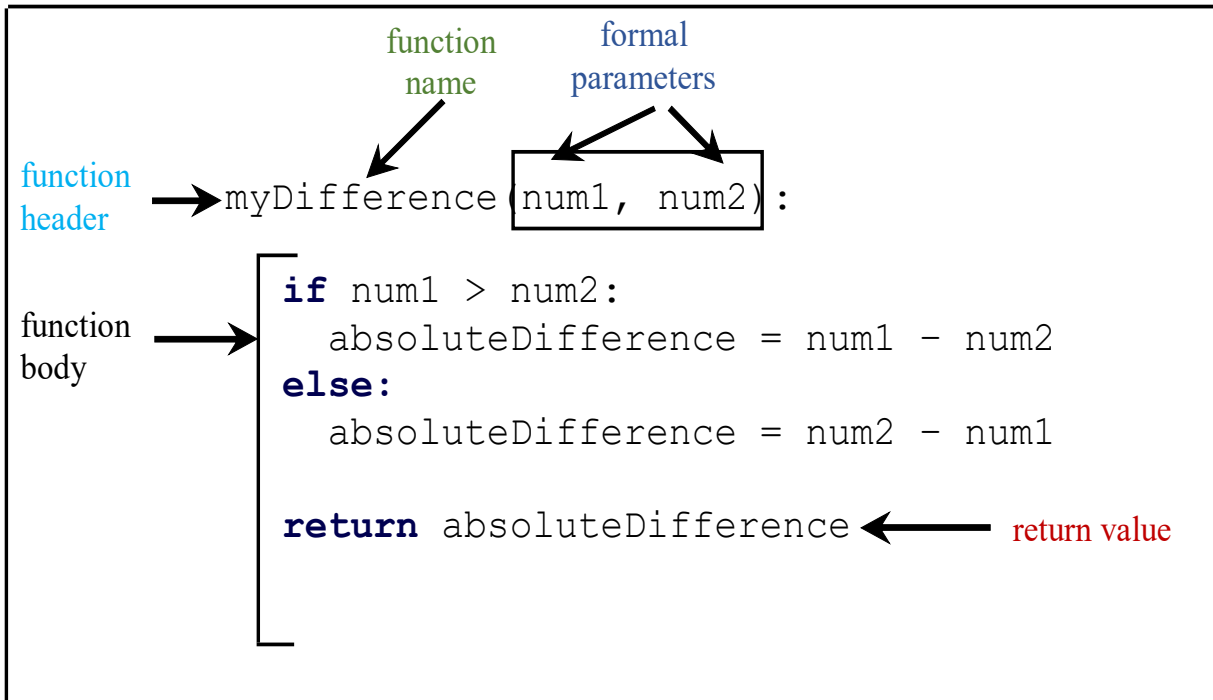 function
name
formal
parameters
function
header
myDifference(num1, num2):
function
body
if num1 > num2:
absoluteDifference = num1 - num2
else:
absoluteDifference = num2 - num1
return absoluteDifference
return value